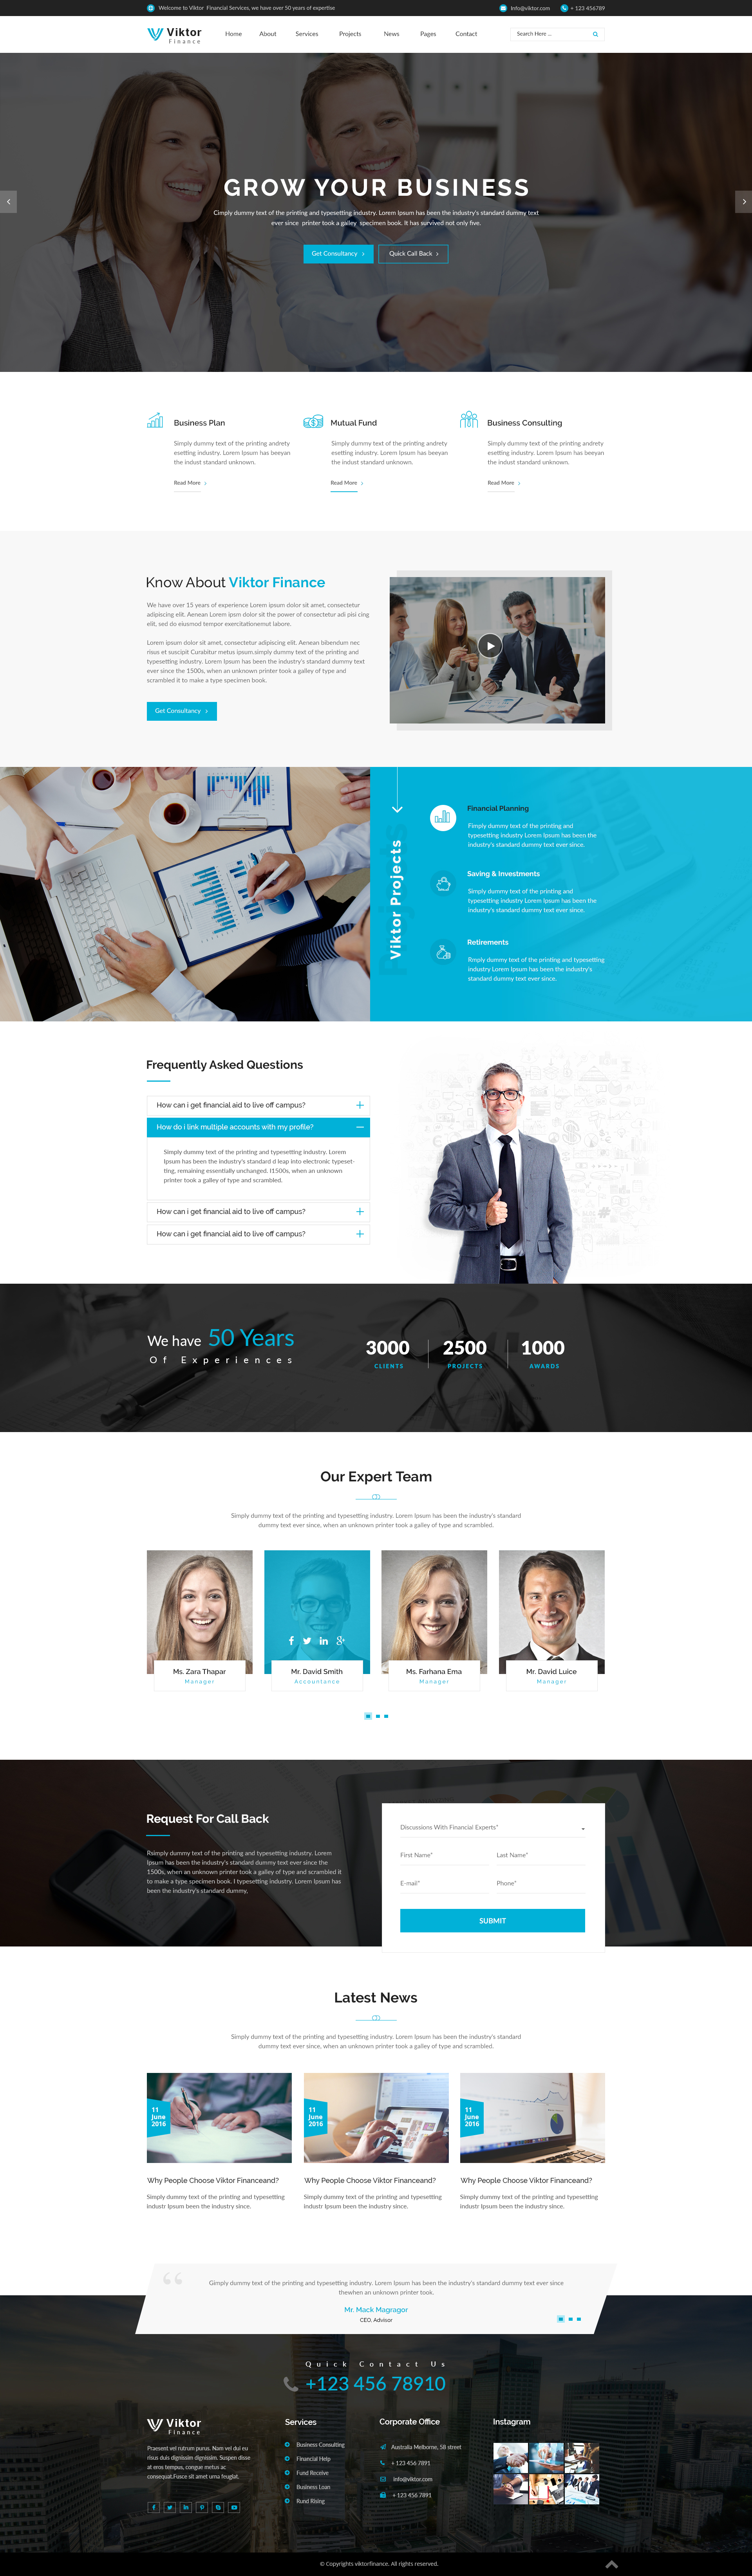 Welcome to Viktor Financial Services, we have over 50 years of expertise
Info@viktor.com
+ 123 456789
Viktor
Finance
Home
About
Services
Projects
News
Pages
Contact
Search Here ...
GROW YOUR BUSINESS
Cimply dummy text of the printing and typesetting industry. Lorem Ipsum has been the industry's standard dummy text
ever since printer took a galley specimen book. It has survived not only five.
Get Consultancy
Quick Call Back
Business Plan
Simply dummy text of the printing andrety
esetting industry. Lorem Ipsum has beeyan
the indust standard unknown.
Read More
Mutual Fund
Simply dummy text of the printing andrety
esetting industry. Lorem Ipsum has beeyan
the indust standard unknown.
Read More
Business Consulting
Simply dummy text of the printing andrety
esetting industry. Lorem Ipsum has beeyan
the indust standard unknown.
Read More
Know About Viktor Finance
We have over 15 years of experience Lorem ipsum dolor sit amet, consectetur
adipiscing elit. Aenean Lorem ipsm dolor sit the power of consectetur adi pisi cing
elit, sed do eiusmod tempor exercitationemut labore.
Lorem ipsum dolor sit amet, consectetur adipiscing elit. Aenean bibendum nec
risus et suscipit Curabitur metus ipsum,simply dummy text of the printing and
typesetting industry. Lorem Ipsum has been the industry's standard dummy text
ever since the 1500s, when an unknown printer took a galley of type and
scrambled it to make a type specimen book.
Get Consultancy
Viktor Projects
Financial Planning
Fimply dummy text of the printing and
typesetting industry Lorem Ipsum has been the
industry's standard dummy text ever since.
Saving & Investments
Simply dummy text of the printing and
typesetting industry Lorem Ipsum has been the
industry's standard dummy text ever since.
Retirements
Rmply dummy text of the printing and typesetting
industry Lorem Ipsum has been the industry's
standard dummy text ever since.
Frequently Asked Questions
How can i get financial aid to live off campus?
How do i link multiple accounts with my profile?
Simply dummy text of the printing and typesetting industry. Lorem
Ipsum has been the industry's standard d leap into electronic typeset-
ting, remaining essentially unchanged. l1500s, when an unknown
printer took a galley of type and scrambled.
How can i get financial aid to live off campus?
How can i get financial aid to live off campus?
We have 50 Years
Of Experiences
3000
CLIENTS
2500
PROJECTS
1000
AWARDS
Our Expert Team
Simply dummy text of the printing and typesetting industry. Lorem Ipsum has been the industry's standard
dummy text ever since, when an unknown printer took a galley of type and scrambled.
Ms. Zara Thapar
Manager
Mr. David Smith
Accountance
Ms. Farhana Ema
Manager
Mr. David Luice
Manager
Request For Call Back
Rsimply dummy text of the printing and typesetting industry. Lorem
Ipsum has been the industry's standard dummy text ever since the
1500s, when an unknown printer took a galley of type and scrambled it
to make a type specimen book. I typesetting industry. Lorem Ipsum has
been the industry's standard dummy,
Discussions With Financial Experts*
First Name*
Last Name*
E-mail*
Phone*
SUBMIT
Latest News
Simply dummy text of the printing and typesetting industry. Lorem Ipsum has been the industry's standard
dummy text ever since, when an unknown printer took a galley of type and scrambled.
11
June
2016
Why People Choose Viktor Financeand?
Simply dummy text of the printing and typesetting
industr Ipsum been the industry since.
11
June
2016
Why People Choose Viktor Financeand?
Simply dummy text of the printing and typesetting
industr Ipsum been the industry since.
11
June
2016
Why People Choose Viktor Financeand?
Simply dummy text of the printing and typesetting
industr Ipsum been the industry since.
Gimply dummy text of the printing and typesetting industry. Lorem Ipsum has been the industry's standard dummy text ever since
thewhen an unknown printer took.
Mr. Mack Magragor
CEO, Advisor
Quick Contact Us
+123 456 78910
Viktor
Finance
Praesent vel rutrum purus. Nam vel dui eu
risus duis dignissim dignissim. Suspen disse
at eros tempus, congue metus ac
consequat.Fusce sit amet urna feugiat.
Services
Business Consulting
Financial Help
Fund Receive
Business Loan
Rund Rising
Corporate Office
Australia Melborne, 58 street
+ 123 456 7891
info@viktor.com
+ 123 456 7891
Instagram
© Copyrights viktorfinance. All rights reserved.